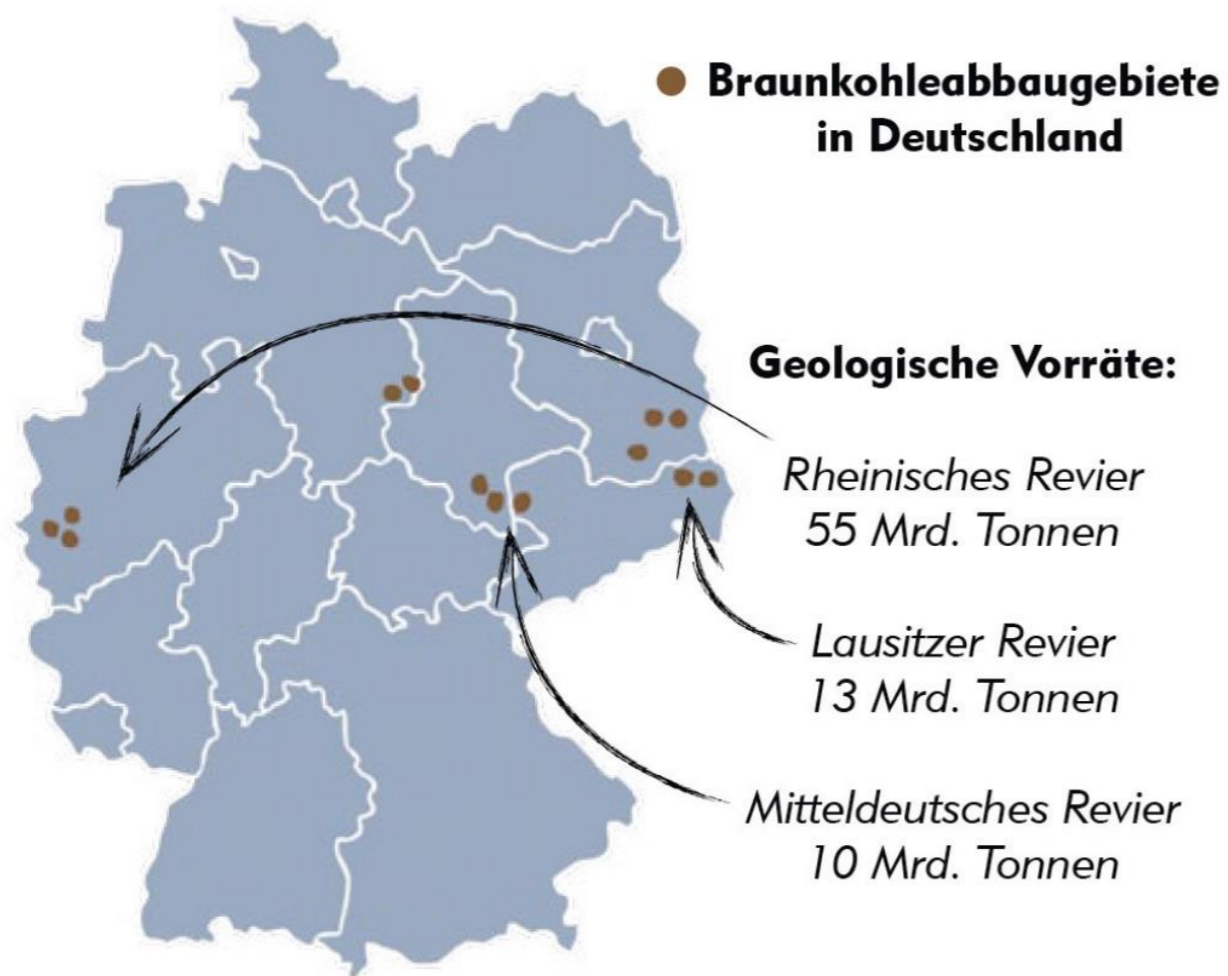 Braunkohleabbaugebiete
in Deutschland
Geologische Vorräte:
Rheinisches Revier
55 Mrd. Tonnen
Lausitzer Revier
13 Mrd. Tonnen
Mitteldeutsches Revier
10 Mrd. Tonnen